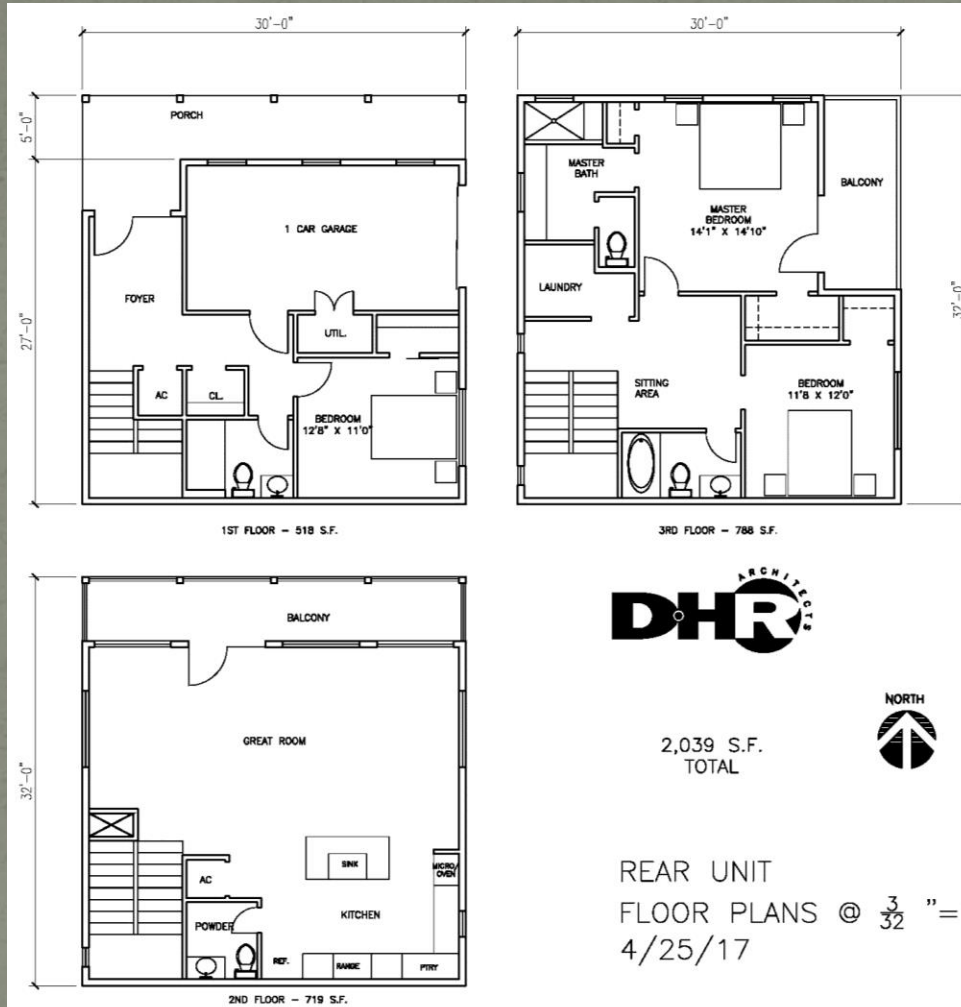 30'-0"
5'-0"
27'-0"
PORCH
1 CAR GARAGE
FOYER
UTIL.
AC
CL.
BEDROOM
12'8" X 11'0"
1ST FLOOR - 518 S.F.
30'-0"
32'-0"
MASTER
BATH
MASTER
BEDROOM
14'1" X 14'10"
BALCONY
LAUNDRY
SITTING
AREA
BEDROOM
11'8 X 12'0"
3RD FLOOR - 788 S.F.
32'-0"
BALCONY
GREAT ROOM
SINK
MICRO/
OVEN
AC
KITCHEN
POWDER
REF.
RANGE
PTRY
2ND FLOOR - 719 S.F.
DHR
ARCHITECTS
NORTH
2,039 S.F.
TOTAL
REAR UNIT
FLOOR PLANS @ 3/32 "=
4/25/17